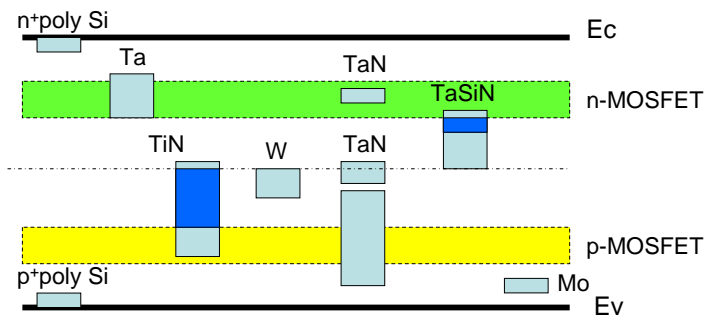 n⁺poly Si
Ec
Ta
TaN
TaSiN
n-MOSFET
TiN
W
TaN
p-MOSFET
p⁺poly Si
Mo
Ev